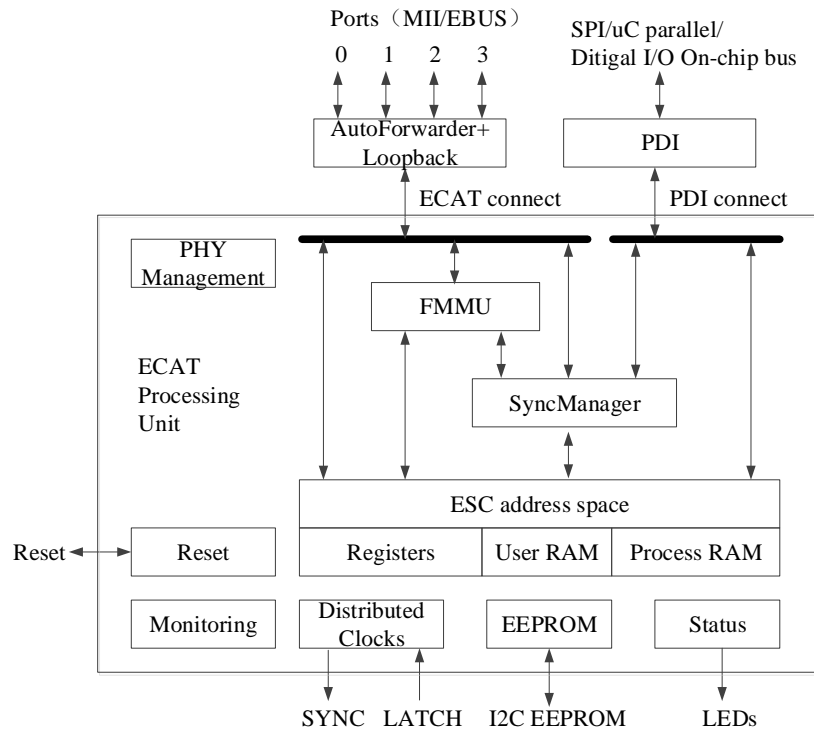 Ports（MII/EBUS）
SPI/uC parallel/
Ditigal I/O On-chip bus
0 1 2 3
AutoForwarder+
Loopback
PDI
ECAT connect
PDI connect
PHY
Management
FMMU
ECAT
Processing
Unit
SyncManager
ESC address space
Reset
Reset
Registers
User RAM
Process RAM
Monitoring
Distributed
Clocks
EEPROM
Status
SYNC
LATCH
I2C EEPROM
LEDs